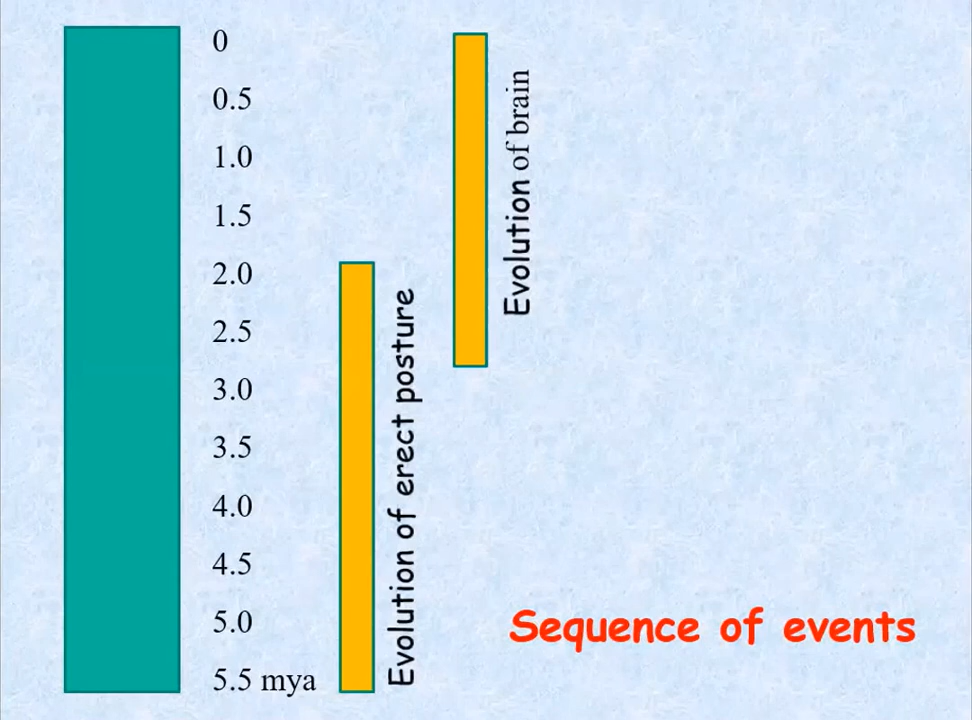 0
0.5
1.0
1.5
2.0
2.5
3.0
3.5
4.0
4.5
5.0
5.5 mya
Evolution of erect posture
Evolution of brain
Sequence of events